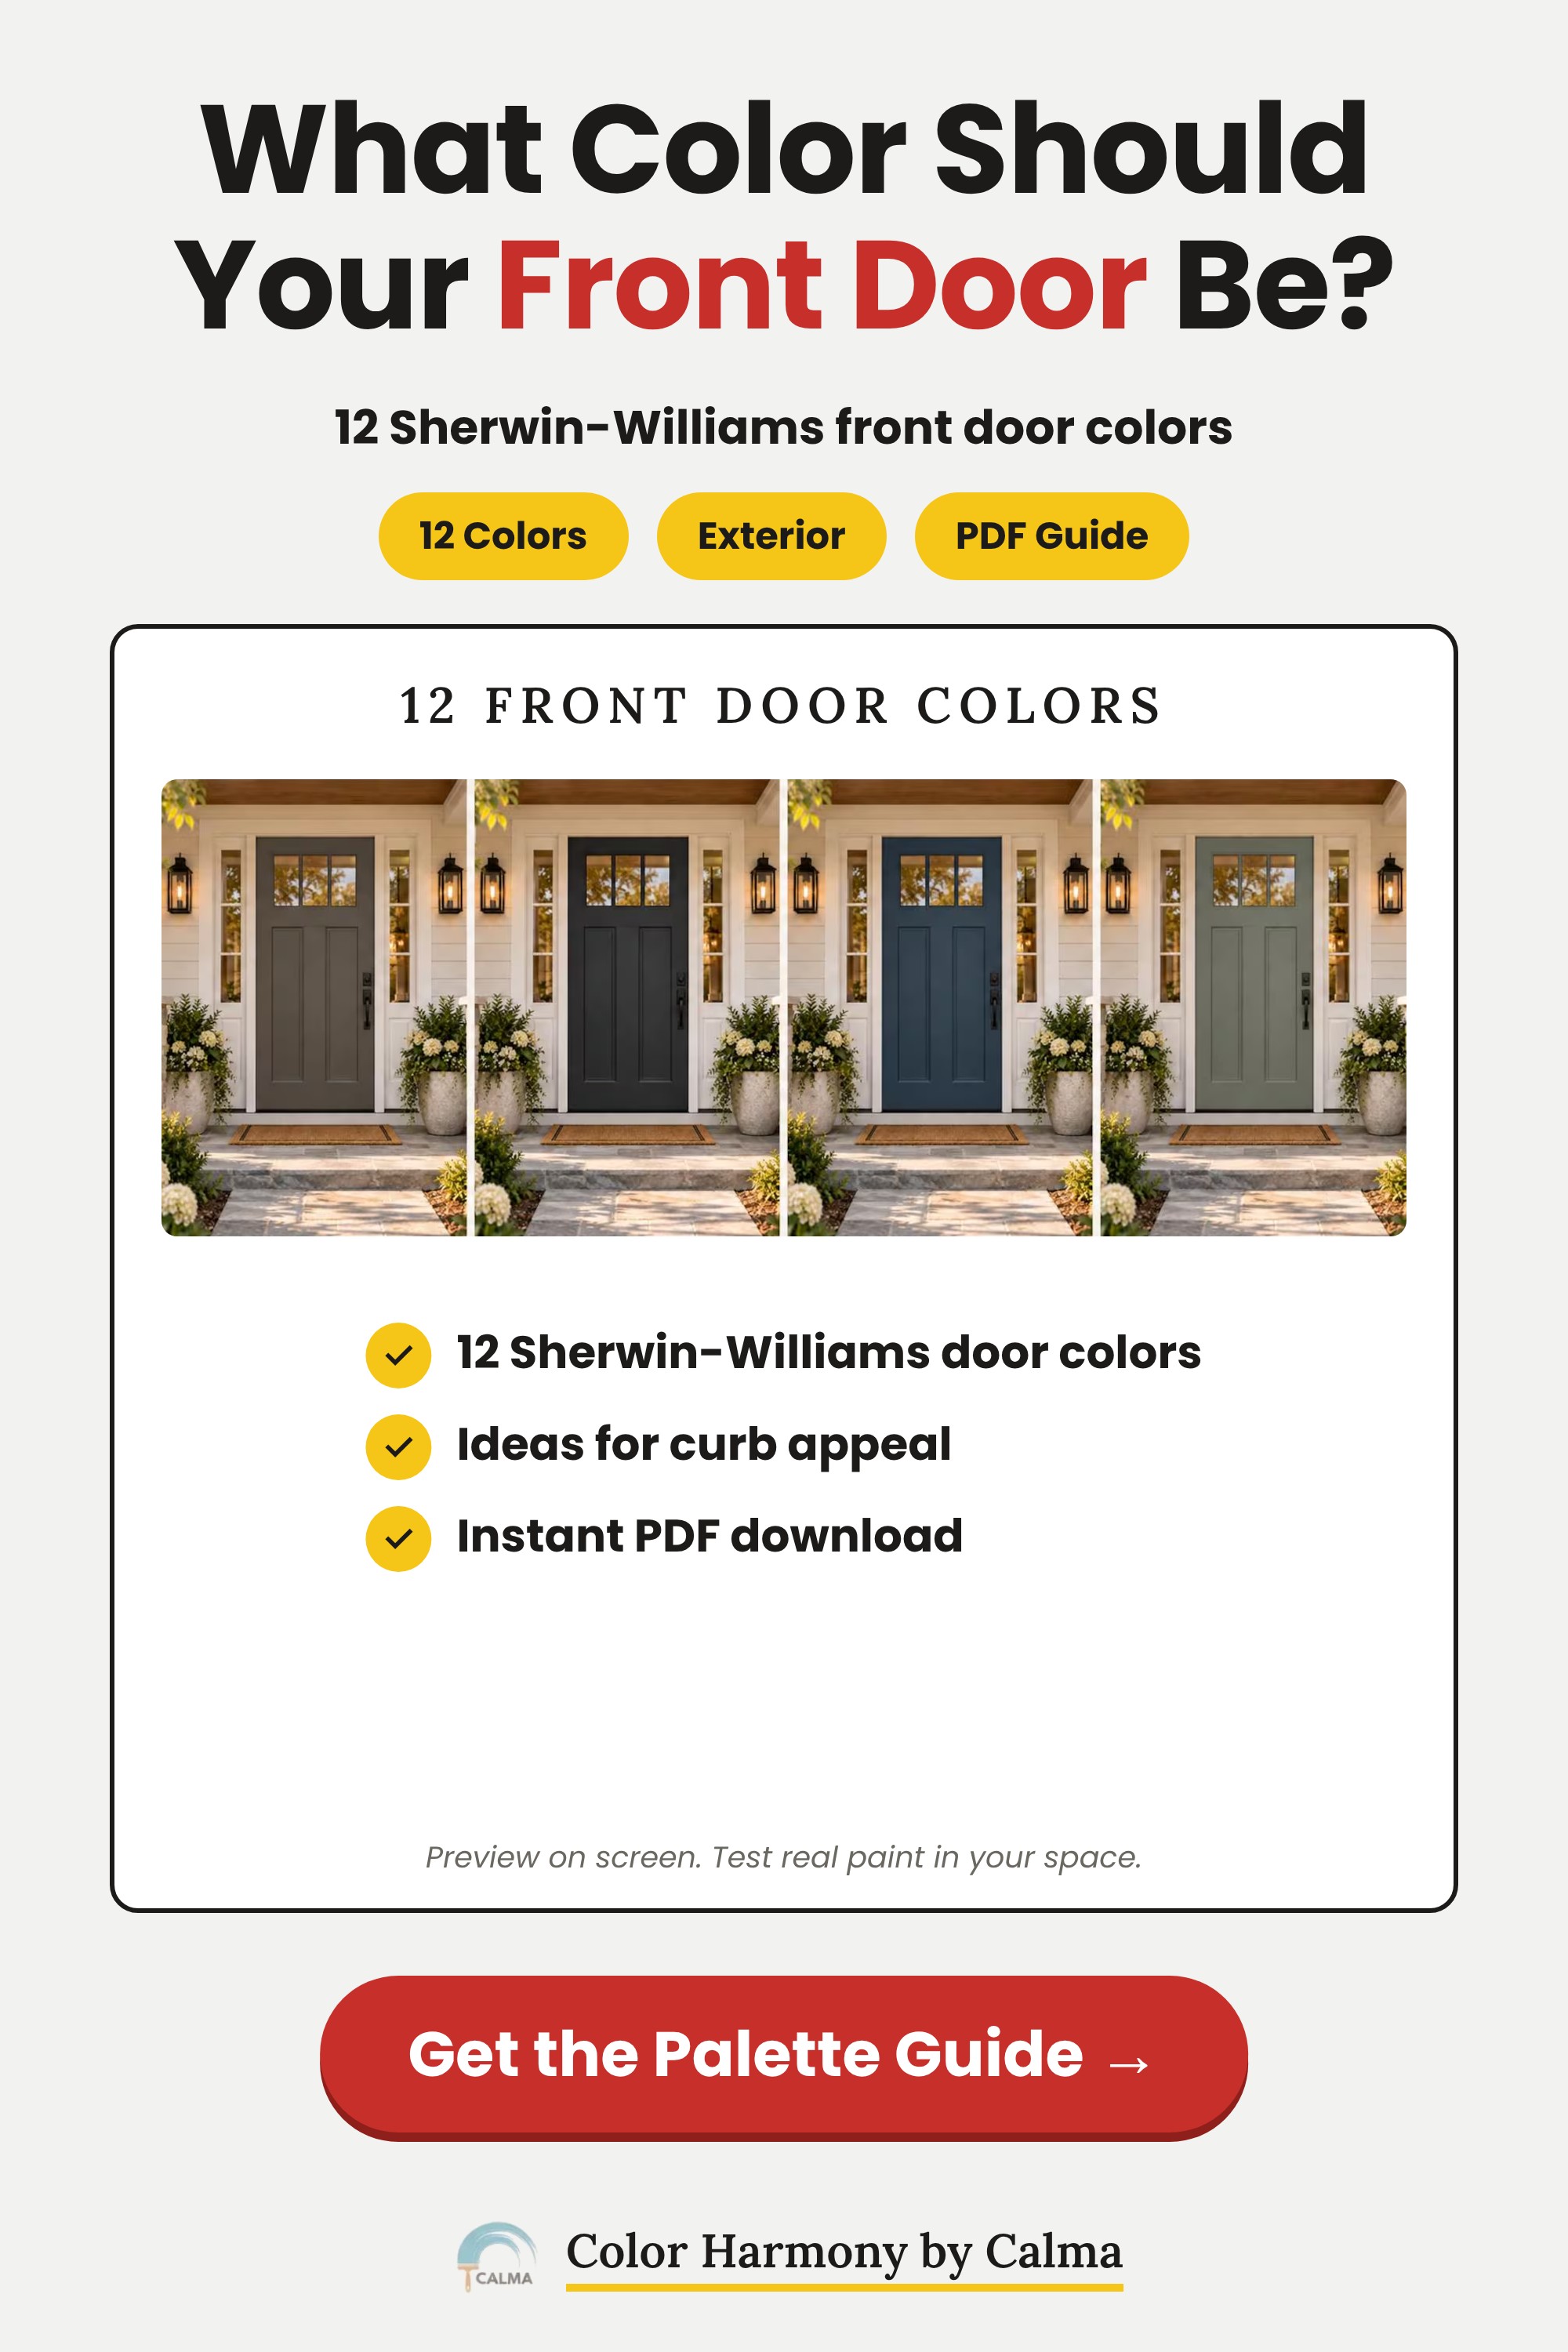 What Color Should
Your Front Door Be?
12 Sherwin-Williams front door colors
12 Colors
Exterior
PDF Guide
12 FRONT DOOR COLORS
12 Sherwin-Williams door colors
Ideas for curb appeal
Instant PDF download
Preview on screen. Test real paint in your space.
Get the Palette Guide →
CALMA
Color Harmony by Calma